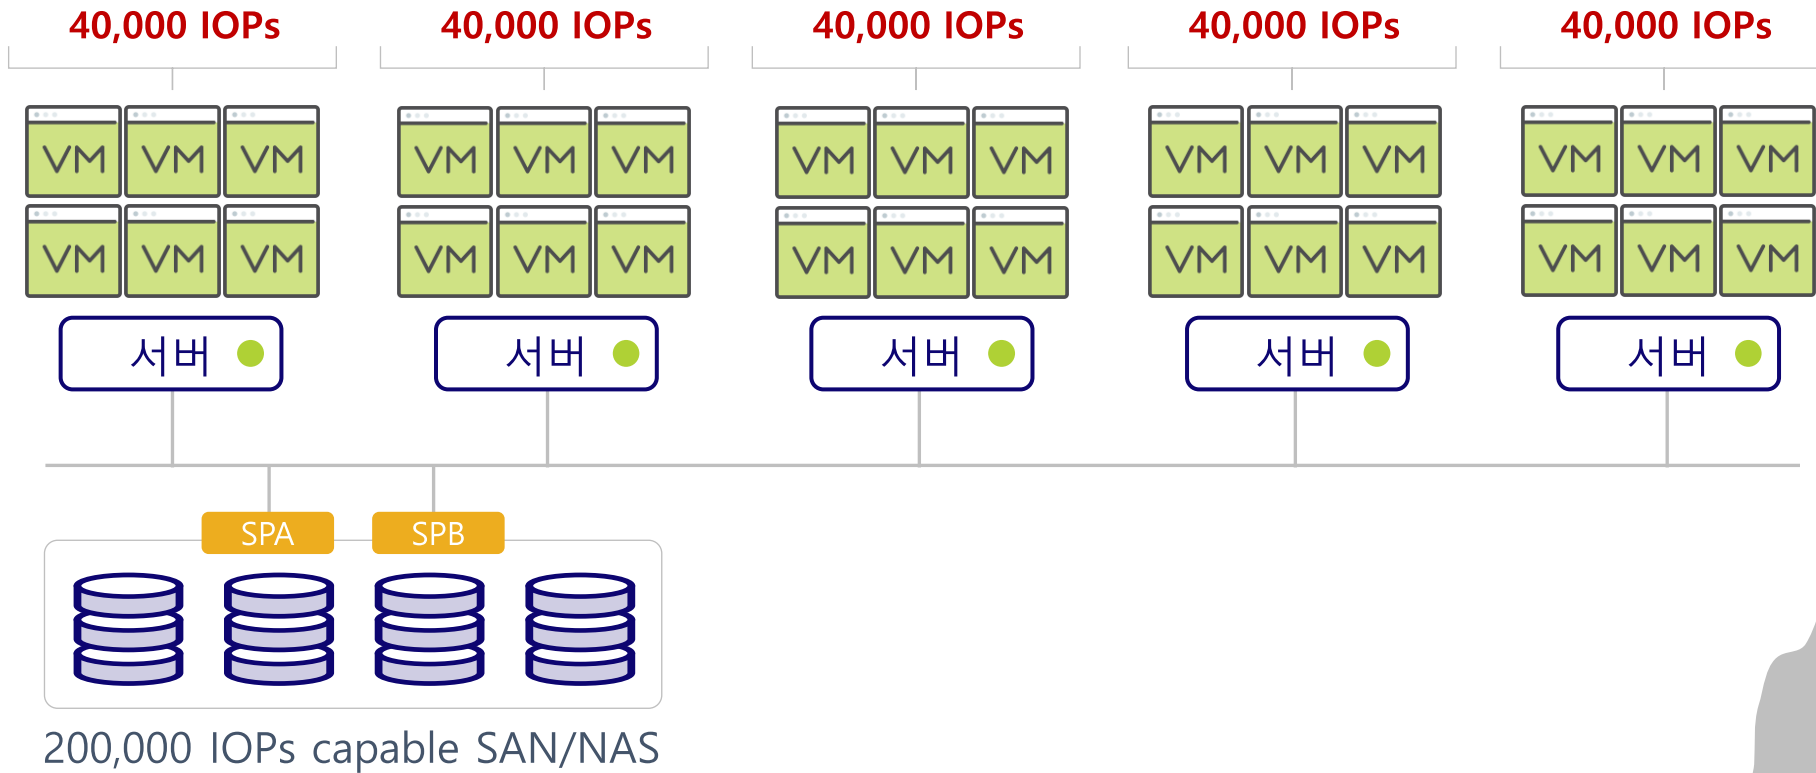 40,000 IOPs 40,000 IOPs 40,000 IOPs 40,000 IOPs 40,000 IOPs
VM VM VM VM VM VM VM VM VM VM VM VM VM VM VM
VM VM VM VM VM VM VM VM VM VM VM VM VM VM VM
서버 서버 서버 서버 서버
SPA SPB
200,000 IOPs capable SAN/NAS